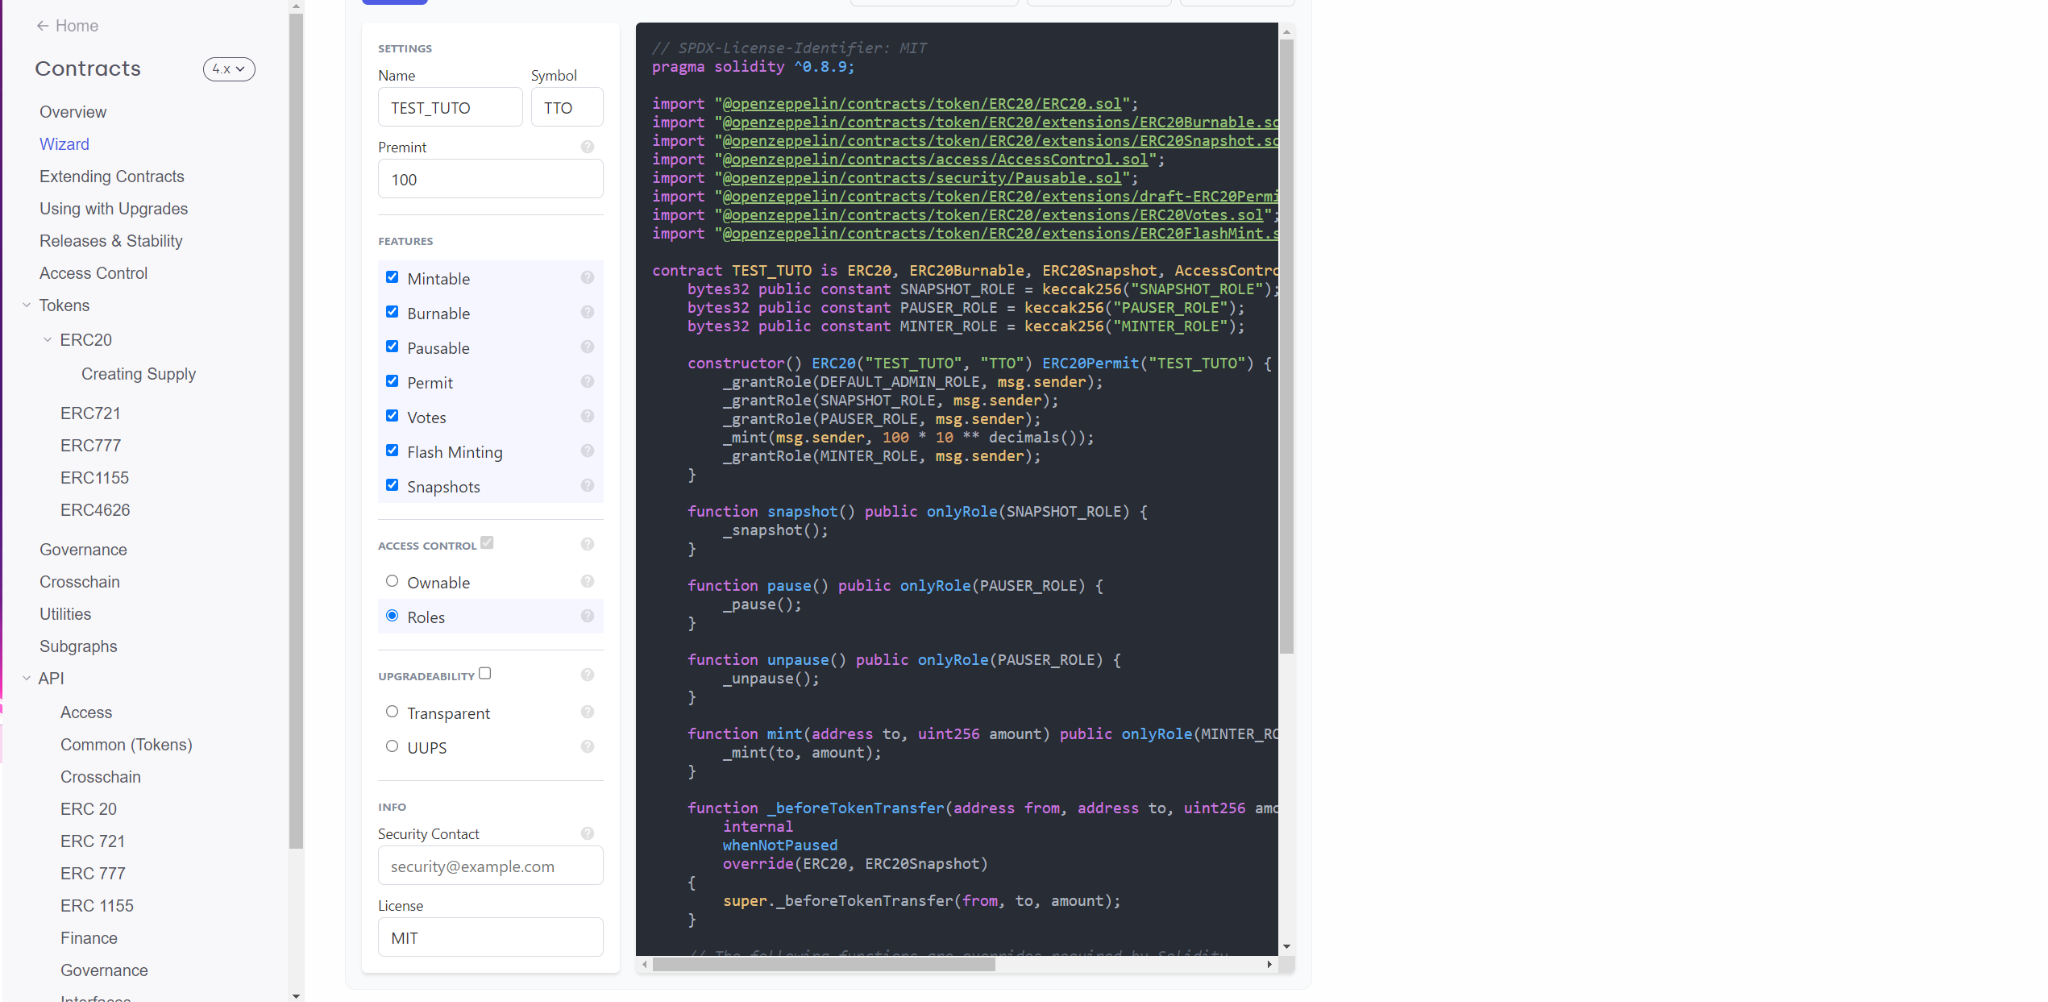 Home
Contracts
4.x
Overview
Wizard
Extending Contracts
Using with Upgrades
Releases & Stability
Access Control
Tokens
ERC20
Creating Supply
ERC721
ERC777
ERC1155
ERC4626
Governance
Crosschain
Utilities
Subgraphs
API
Access
Common (Tokens)
Crosschain
ERC 20
ERC 721
ERC 777
ERC 1155
Finance
Governance
Interfaces
SETTINGS
Name
Symbol
TEST_TUTO
TTO
Premint
100
FEATURES
Mintable
Burnable
Pausable
Permit
Votes
Flash Minting
Snapshots
ACCESS CONTROL
Ownable
Roles
UPGRADEABILITY
Transparent
UUPS
INFO
Security Contact
security@example.com
License
MIT
// SPDX-License-Identifier: MIT
pragma solidity ^0.8.9;
import "@openzeppelin/contracts/token/ERC20/ERC20.sol";
import "@openzeppelin/contracts/token/ERC20/extensions/ERC20Burnable.so
import "@openzeppelin/contracts/token/ERC20/extensions/ERC20Snapshot.so
import "@openzeppelin/contracts/access/AccessControl.sol";
import "@openzeppelin/contracts/security/Pausable.sol";
import "@openzeppelin/contracts/token/ERC20/extensions/draft-ERC20Permi
import "@openzeppelin/contracts/token/ERC20/extensions/ERC20Votes.sol";
import "@openzeppelin/contracts/token/ERC20/extensions/ERC20FlashMint.s
contract TEST_TUTO is ERC20, ERC20Burnable, ERC20Snapshot, AccessContro
bytes32 public constant SNAPSHOT_ROLE = keccak256("SNAPSHOT_ROLE");
bytes32 public constant PAUSER_ROLE = keccak256("PAUSER_ROLE");
bytes32 public constant MINTER_ROLE = keccak256("MINTER_ROLE");
constructor() ERC20("TEST_TUTO", "TTO") ERC20Permit("TEST_TUTO") {
_grantRole(DEFAULT_ADMIN_ROLE, msg.sender);
_grantRole(SNAPSHOT_ROLE, msg.sender);
_grantRole(PAUSER_ROLE, msg.sender);
_mint(msg.sender, 100 * 10 ** decimals());
_grantRole(MINTER_ROLE, msg.sender);
}
function snapshot() public onlyRole(SNAPSHOT_ROLE) {
_snapshot();
}
function pause() public onlyRole(PAUSER_ROLE) {
_pause();
}
function unpause() public onlyRole(PAUSER_ROLE) {
_unpause();
}
function mint(address to, uint256 amount) public onlyRole(MINTER_RO
_mint(to, amount);
}
function _beforeTokenTransfer(address from, address to, uint256 amo
internal
whenNotPaused
override(ERC20, ERC20Snapshot)
{
super._beforeTokenTransfer(from, to, amount);
}
// The following functions are overrides required by Solidity.